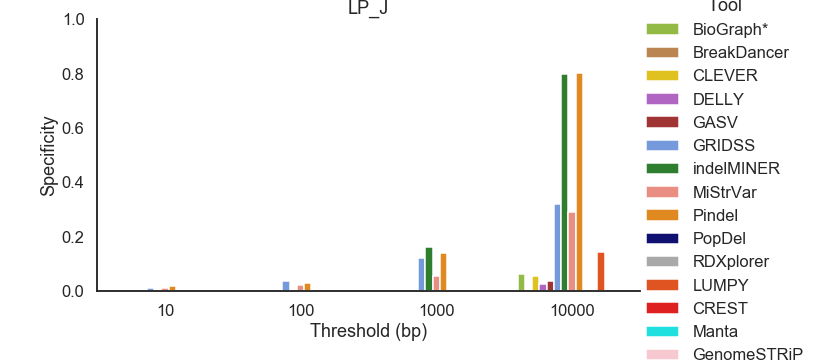 LP_J
Tool
1.0
0.8
0.6
0.4
0.2
0.0
Specificity
10
100
1000
10000
Threshold (bp)
BioGraph*
BreakDancer
CLEVER
DELLY
GASV
GRIDSS
indelMINER
MiStrVar
Pindel
PopDel
RDXplorer
LUMPY
CREST
Manta
GenomeSTRiP